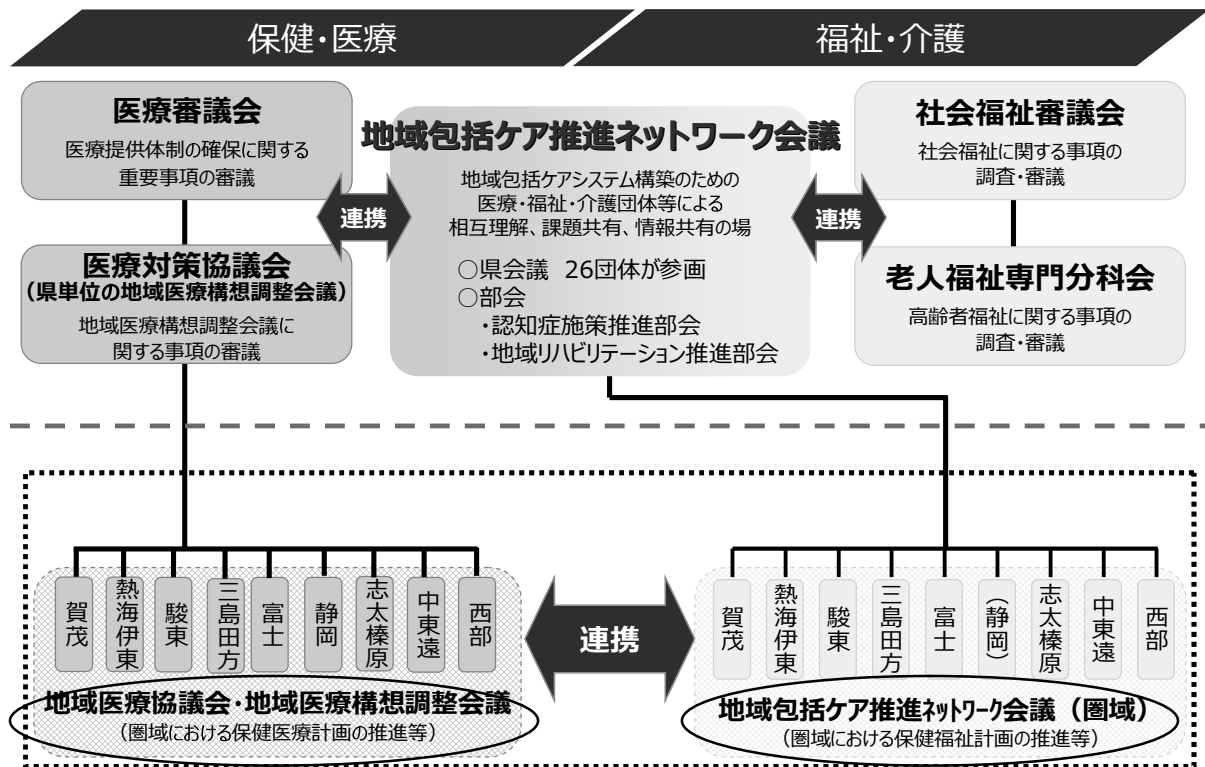 保健・医療
福祉・介護
医療審議会
医療提供体制の確保に関する
重要事項の審議
医療対策協議会
（県単位の地域医療構想調整会議）
地域医療構想調整会議に
関する事項の審議
連携
地域包括ケア推進ネットワーク会議
地域包括ケアシステム構築のための
医療・福祉・介護団体等による
相互理解、課題共有、情報共有の場
○県会議 26団体が参画
○部会
・認知症施策推進部会
・地域リハビリテーション推進部会
連携
社会福祉審議会
社会福祉に関する事項の
調査・審議
老人福祉専門分科会
高齢者福祉に関する事項の
調査・審議
賀茂
熱海伊東
駿東
三島田方
富士
静岡
志太榛原
中東遠
西部
地域医療協議会・地域医療構想調整会議
（圏域における保健医療計画の推進等）
連携
賀茂
熱海伊東
駿東
三島田方
富士
（静岡）
志太榛原
中東遠
西部
地域包括ケア推進ネットワーク会議（圏域）
（圏域における保健福祉計画の推進等）